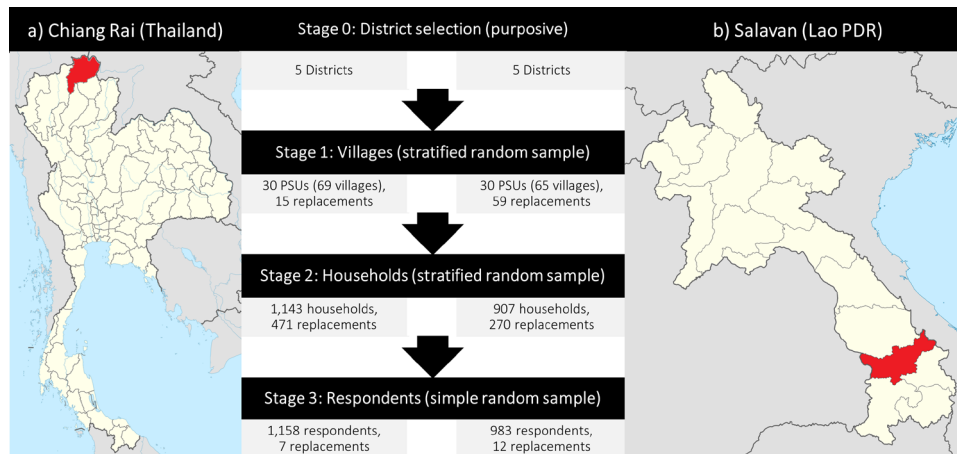 a) Chiang Rai (Thailand)
Stage 0: District selection (purposive)
b) Salavan (Lao PDR)
5 Districts
5 Districts
Stage 1: Villages (stratified random sample)
30 PSUs (69 villages),
15 replacements
30 PSUs (65 villages),
59 replacements
Stage 2: Households (stratified random sample)
1,143 households,
471 replacements
907 households,
270 replacements
Stage 3: Respondents (simple random sample)
1,158 respondents,
7 replacements
983 respondents,
12 replacements